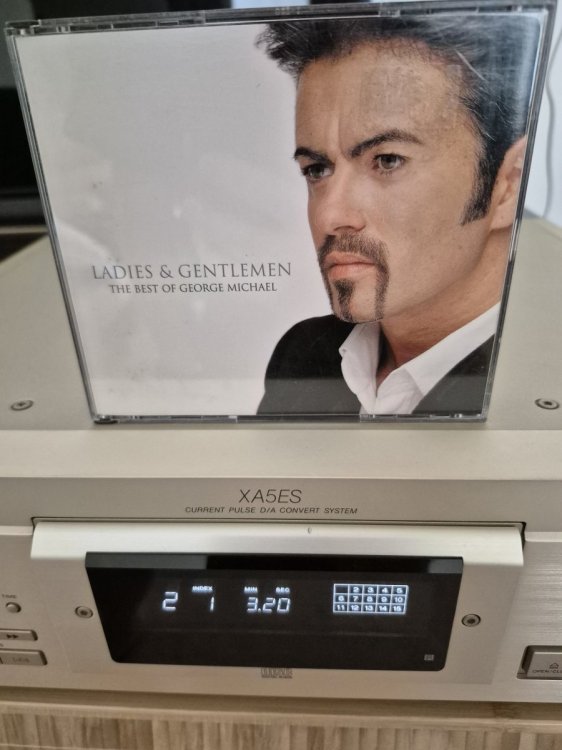 LADIES & GENTLEMEN
THE BEST OF GEORGE MICHAEL
XA5ES
CURRENT PULSE D/A CONVERT SYSTEM
TIME
INDEX MIN SEC
2 1 3.20
2 3 4 5
6 7 8 9 10
11 12 13 14 15